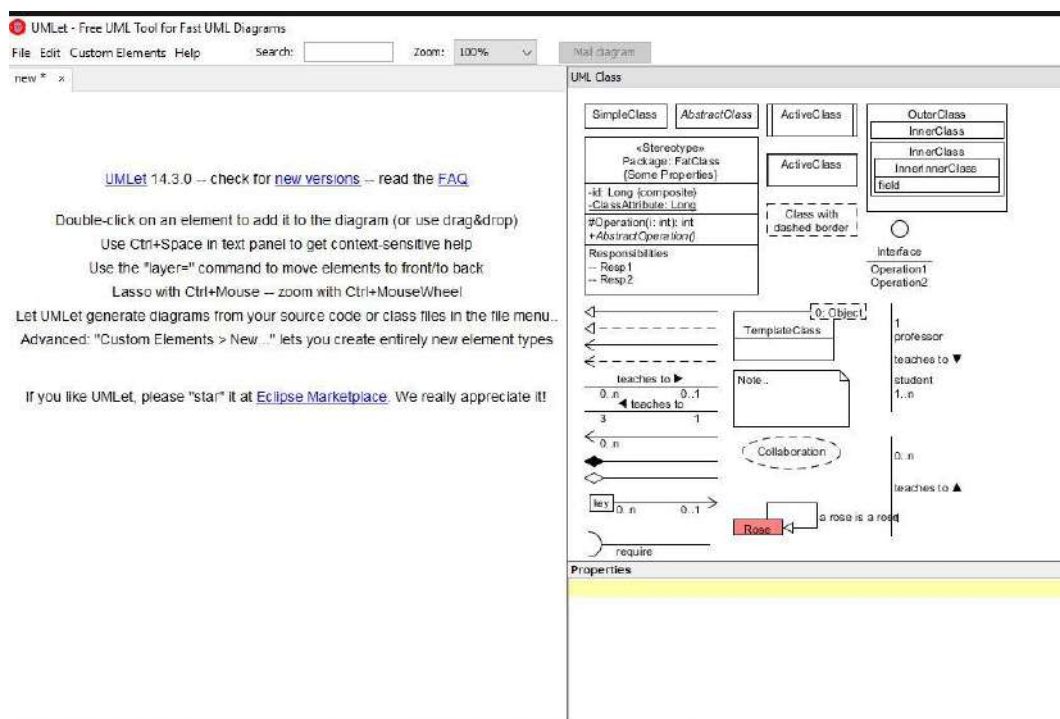 UMLet - Free UML Tool for Fast UML Diagrams
File Edit Custom Elements Help Search: Zoom: 100% Mail diagram
new * x
UMLet 14.3.0 -- check for new versions -- read the FAQ
Double-click on an element to add it to the diagram (or use drag&drop)
Use Ctrl+Space in text panel to get context-sensitive help
Use the "layer=" command to move elements to front/to back
Lasso with Ctrl+Mouse -- zoom with Ctrl+MouseWheel
Let UMLet generate diagrams from your source code or class files in the file menu..
Advanced: "Custom Elements > New..." lets you create entirely new element types
If you like UMLet, please "star" it at Eclipse Marketplace. We really appreciate it!
UML Class
SimpleClass
AbstractClass
ActiveClass
OuterClass
InnerClass
InnerClass
InnerInnerClass
field
«Stereotype»
Package::FatClass
{Some Properties}
-id: Long {composite}
-ClassAttribute: Long
#Operation(i: int): int
+AbstractOperation()
Responsibilities
-- Resp1
-- Resp2
ActiveClass
Class with
dashed border
Interface
Operation1
Operation2
0: Object
TemplateClass
1
professor
teaches to ▼
student
1..n
teaches to ►
0..n 0..1
◄ teaches to
3 1
0..n
Note..
Collaboration
0..n
teaches to ▲
key
0..n 0..1
Rose
a rose is a rose
require
Properties